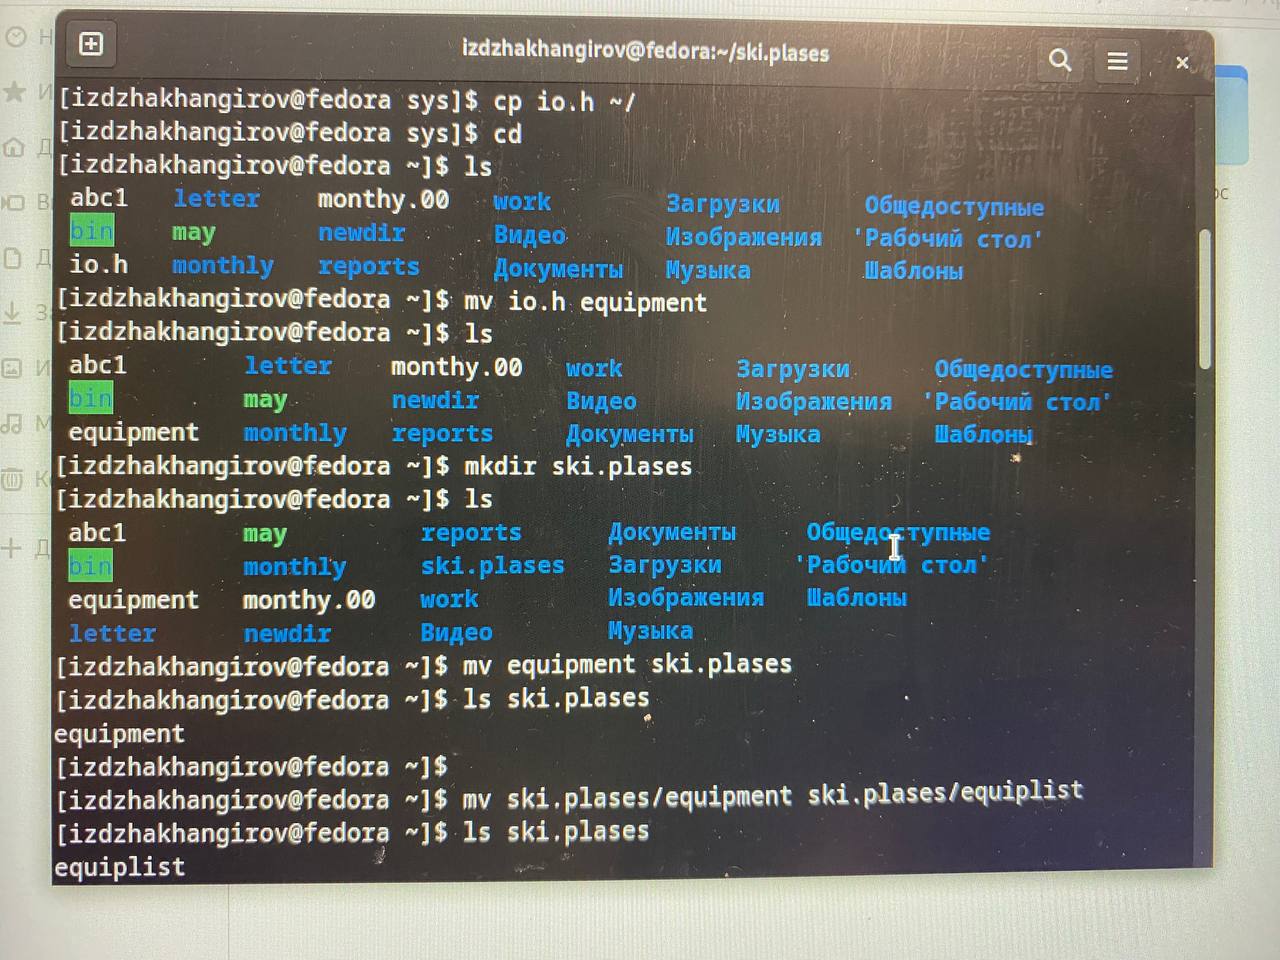 izdzhakhangirov@fedora:~/ski.plases
[izdzhakhangirov@fedora sys]$ cp io.h ~/
[izdzhakhangirov@fedora sys]$ cd
[izdzhakhangirov@fedora ~]$ ls
abc1 letter monthy.00 work Загрузки Общедоступные
bin may newdir Видео Изображения 'Рабочий стол'
io.h monthly reports Документы Музыка Шаблоны
[izdzhakhangirov@fedora ~]$ mv io.h equipment
[izdzhakhangirov@fedora ~]$ ls
abc1 letter monthy.00 work Загрузки Общедоступные
bin may newdir Видео Изображения 'Рабочий стол'
equipment monthly reports Документы Музыка Шаблоны
[izdzhakhangirov@fedora ~]$ mkdir ski.plases
[izdzhakhangirov@fedora ~]$ ls
abc1 may reports Документы Общедоступные
bin monthly ski.plases Загрузки 'Рабочий стол'
equipment monthy.00 work Изображения Шаблоны
letter newdir Видео Музыка
[izdzhakhangirov@fedora ~]$ mv equipment ski.plases
[izdzhakhangirov@fedora ~]$ ls ski.plases
equipment
[izdzhakhangirov@fedora ~]$
[izdzhakhangirov@fedora ~]$ mv ski.plases/equipment ski.plases/equiplist
[izdzhakhangirov@fedora ~]$ ls ski.plases
equiplist